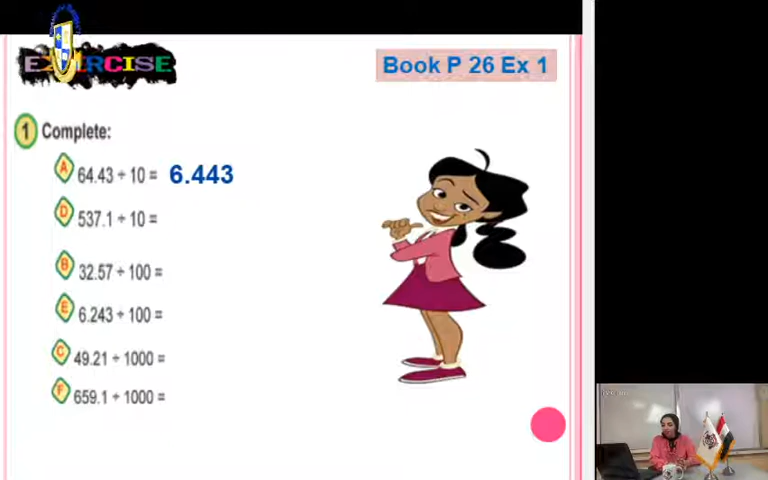 EXERCISE
Book P 26 Ex 1
1 Complete:
A 64.43 ÷ 10 = 6.443
D 537.1 ÷ 10 =
B 32.57 ÷ 100 =
E 6.243 ÷ 100 =
C 49.21 ÷ 1000 =
F 659.1 ÷ 1000 =